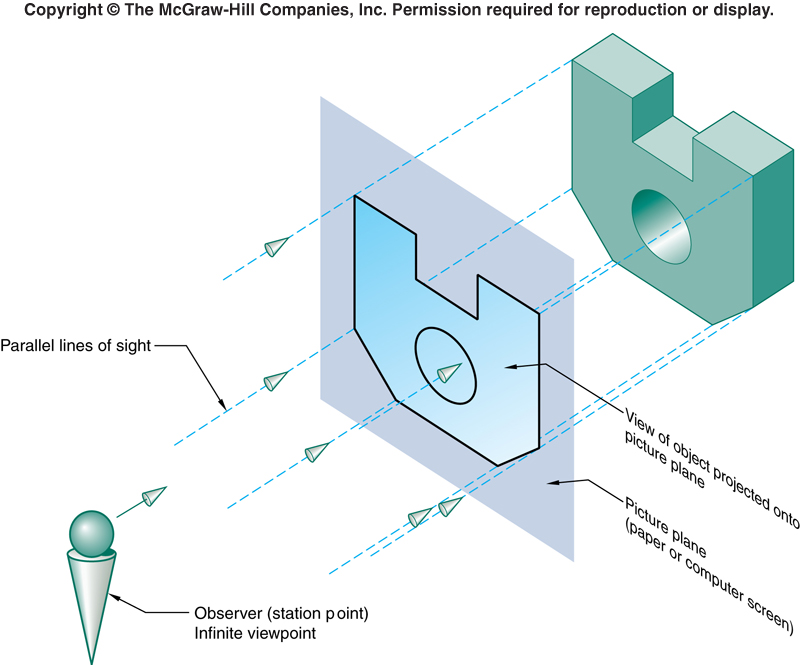 Copyright © The McGraw-Hill Companies, Inc. Permission required for reproduction or display.
Parallel lines of sight
View of object projected onto
picture plane
Picture plane
(paper or computer screen)
Observer (station point)
Infinite viewpoint